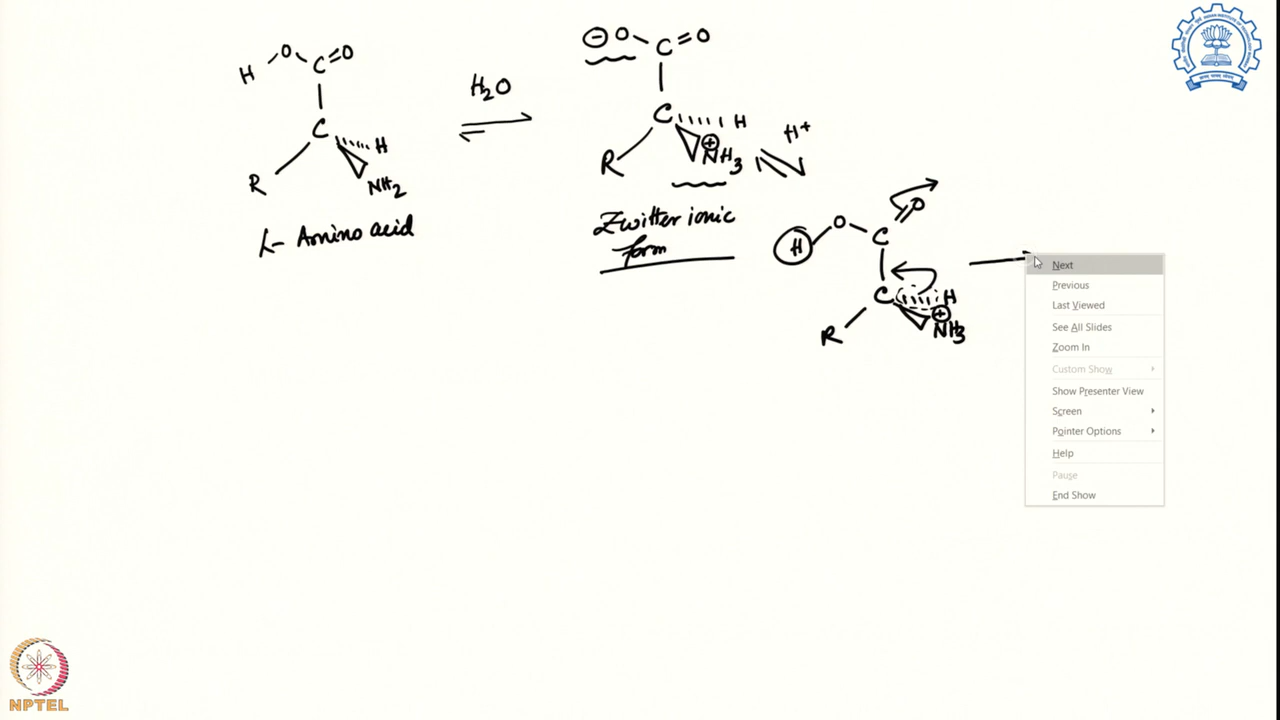 H O C = O
C H
R NH2
L- Amino acid
H2O
⊖ O C = O
C H
R ⊕NH3
Zwitter ionic
form
H+
H O C O
C H
R ⊕NH3
Next
Previous
Last Viewed
See All Slides
Zoom In
Custom Show
Show Presenter View
Screen
Pointer Options
Help
Pause
End Show
NPTEL